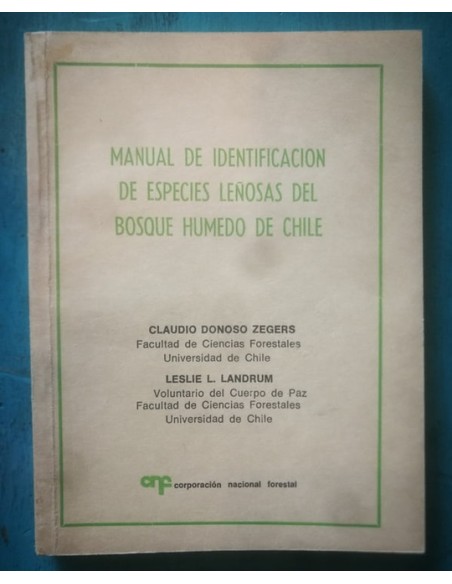 MANUAL DE IDENTIFICACION
DE ESPECIES LEÑOSAS DEL
BOSQUE HUMEDO DE CHILE
CLAUDIO DONOSO ZEGERS
Facultad de Ciencias Forestales
Universidad de Chile
LESLIE L. LANDRUM
Voluntario del Cuerpo de Paz
Facultad de Ciencias Forestales
Universidad de Chile
corporación nacional forestal